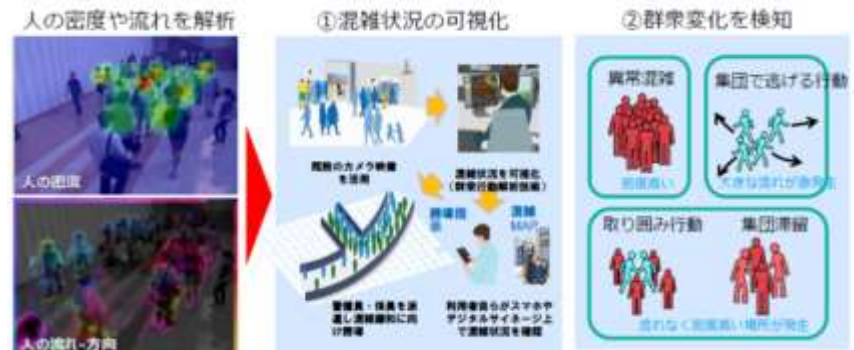 人の密度や流れを解析
人の密度
人の流れ・方向
①混雑状況の可視化
既設のカメラ映像
を活用
混雑状況を可視化
(群衆行動解析技術)
誘導指
示
混雑
MAP
警備員・係員を派
遣し混雑緩和に向
け誘導
利用者自らがスマホや
デジタルサイネージ上
で混雑状況を確認
②群衆変化を検知
異常混雑
密度高い
集団で逃げる行動
大きな流れが急発生
取り囲み行動
集団滞留
流れなく密度高い場所が発生